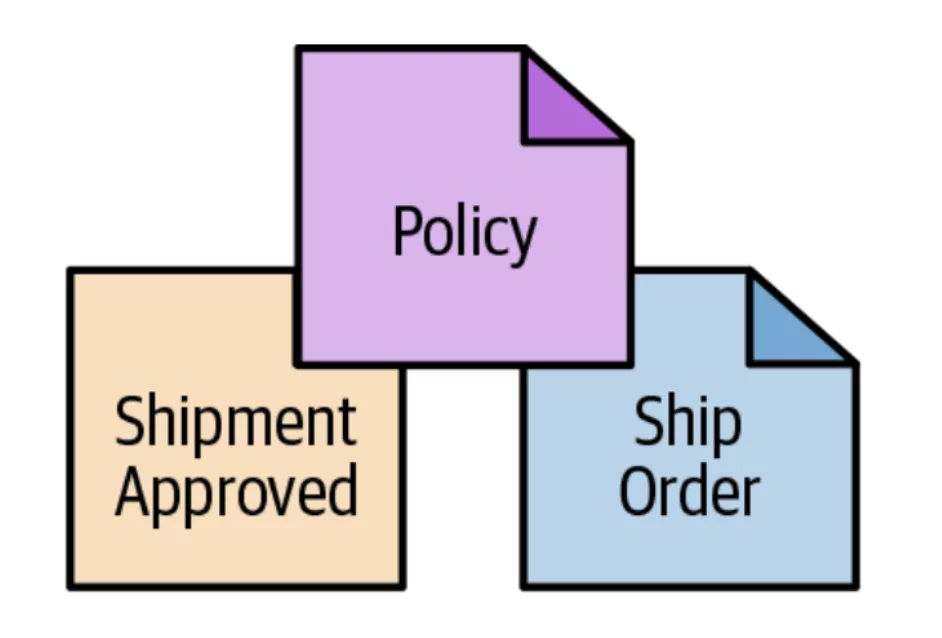 Policy
Shipment
Approved
Ship
Order